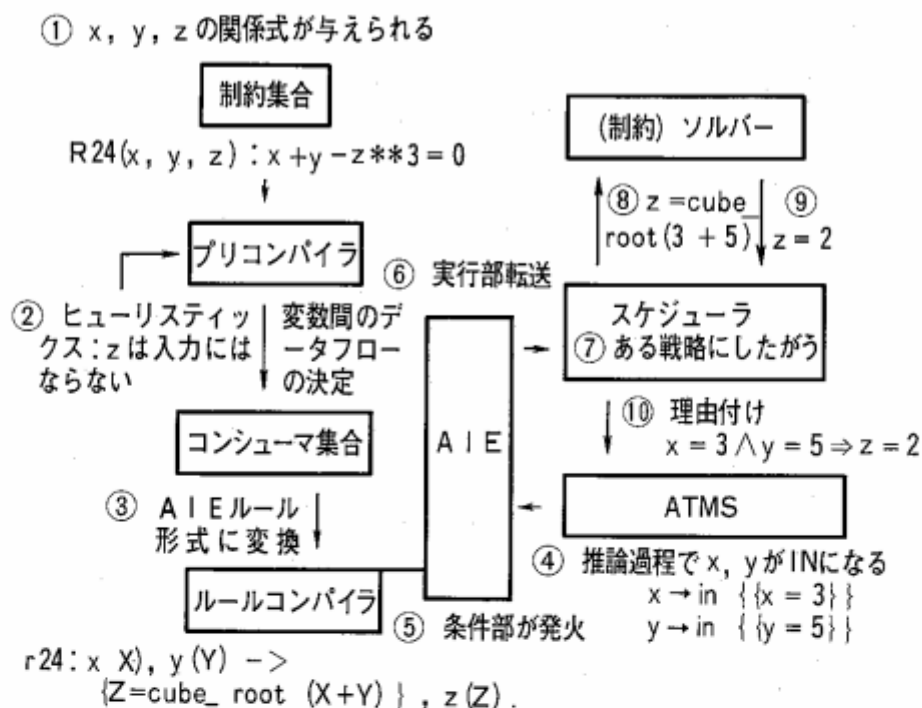 ① x, y, zの関係式が与えられる
制約集合
R24(x, y, z) : x+y−z**3=0
プリコンパイラ
② ヒューリスティッ
クス:zは入力には
ならない
変数間のデ
ータフロー
の決定
コンシューマ集合
③ AIEルール
形式に変換
ルールコンパイラ
r24: x X), y(Y) ->
{Z=cube_ root (X+Y) } , z(Z) .
AIE
⑤ 条件部が発火
⑥ 実行部転送
(制約) ソルバー
⑧ z=cube_
root(3 + 5)
⑨
z=2
スケジューラ
⑦ ある戦略にしたがう
⑩ 理由付け
x=3∧y=5⇒z=2
ATMS
④ 推論過程でx, yがINになる
x→in {{x=3}}
y→in {{y=5}}